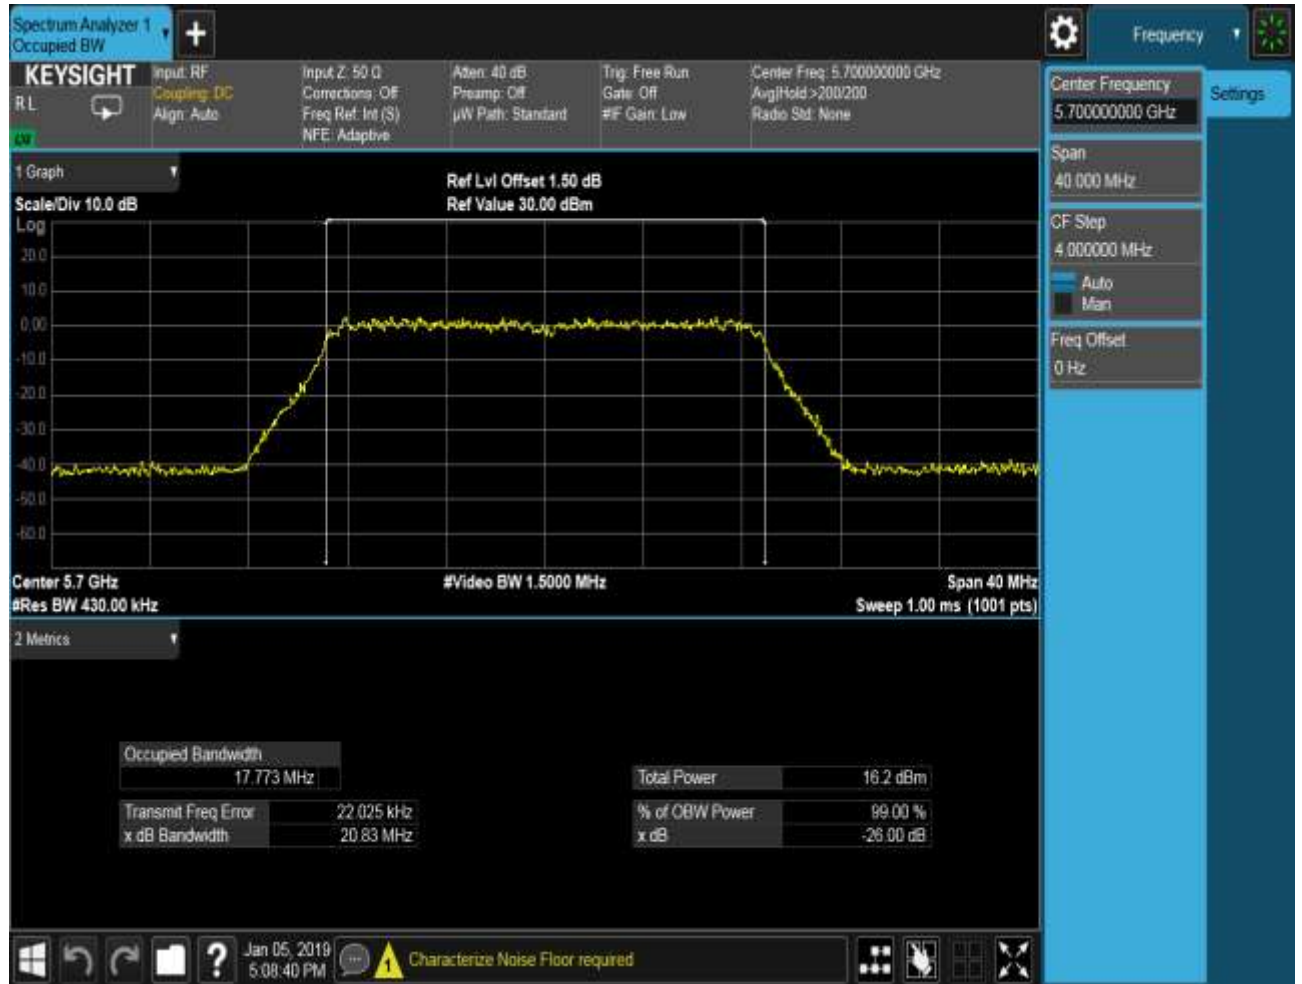 Spectrum Analyzer 1
Occupied BW
Frequency
KEYSIGHT
R L
Input: RF
Coupling: DC
Align: Auto
Input Z: 50 Ω
Corrections: Off
Freq Ref: Int (S)
NFE: Adaptive
Atten: 40 dB
Preamp: Off
µW Path: Standard
Trig: Free Run
Gate: Off
#IF Gain: Low
Center Freq: 5.700000000 GHz
Avg|Hold:>200/200
Radio Std: None
Center Frequency
5.700000000 GHz
Settings
Span
40.000 MHz
CF Step
4.000000 MHz
Auto
Man
Freq Offset
0 Hz
1 Graph
Scale/Div 10.0 dB
Ref Lvl Offset 1.50 dB
Ref Value 30.00 dBm
Log
20.0
10.0
0.00
-10.0
-20.0
-30.0
-40.0
-50.0
-60.0
Center 5.7 GHz
#Video BW 1.5000 MHz
Span 40 MHz
#Res BW 430.00 kHz
Sweep 1.00 ms (1001 pts)
2 Metrics
Occupied Bandwidth
17.773 MHz
Total Power 16.2 dBm
Transmit Freq Error 22.025 kHz
% of OBW Power 99.00 %
x dB Bandwidth 20.83 MHz
x dB -26.00 dB
?
Jan 05, 2019
5:08:40 PM
1
Characterize Noise Floor required